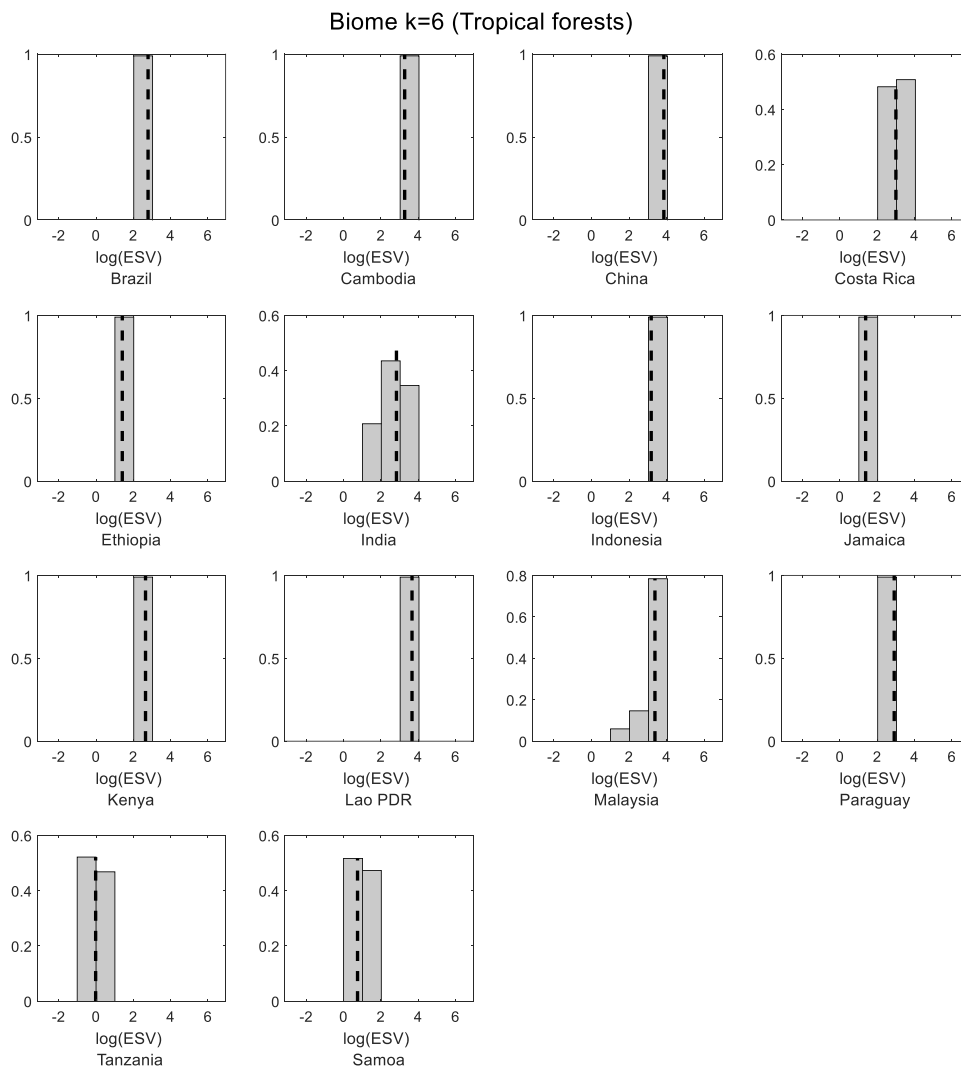 Biome k=6 (Tropical forests)
1
0.5
0
-2 0 2 4 6
log(ESV)
Brazil
1
0.5
0
-2 0 2 4 6
log(ESV)
Cambodia
1
0.5
0
-2 0 2 4 6
log(ESV)
China
0.6
0.4
0.2
0
-2 0 2 4 6
log(ESV)
Costa Rica
1
0.5
0
-2 0 2 4 6
log(ESV)
Ethiopia
0.6
0.4
0.2
0
-2 0 2 4 6
log(ESV)
India
1
0.5
0
-2 0 2 4 6
log(ESV)
Indonesia
1
0.5
0
-2 0 2 4 6
log(ESV)
Jamaica
1
0.5
0
-2 0 2 4 6
log(ESV)
Kenya
1
0.5
0
-2 0 2 4 6
log(ESV)
Lao PDR
0.8
0.6
0.4
0.2
0
-2 0 2 4 6
log(ESV)
Malaysia
1
0.5
0
-2 0 2 4 6
log(ESV)
Paraguay
0.6
0.4
0.2
0
-2 0 2 4 6
log(ESV)
Tanzania
0.6
0.4
0.2
0
-2 0 2 4 6
log(ESV)
Samoa